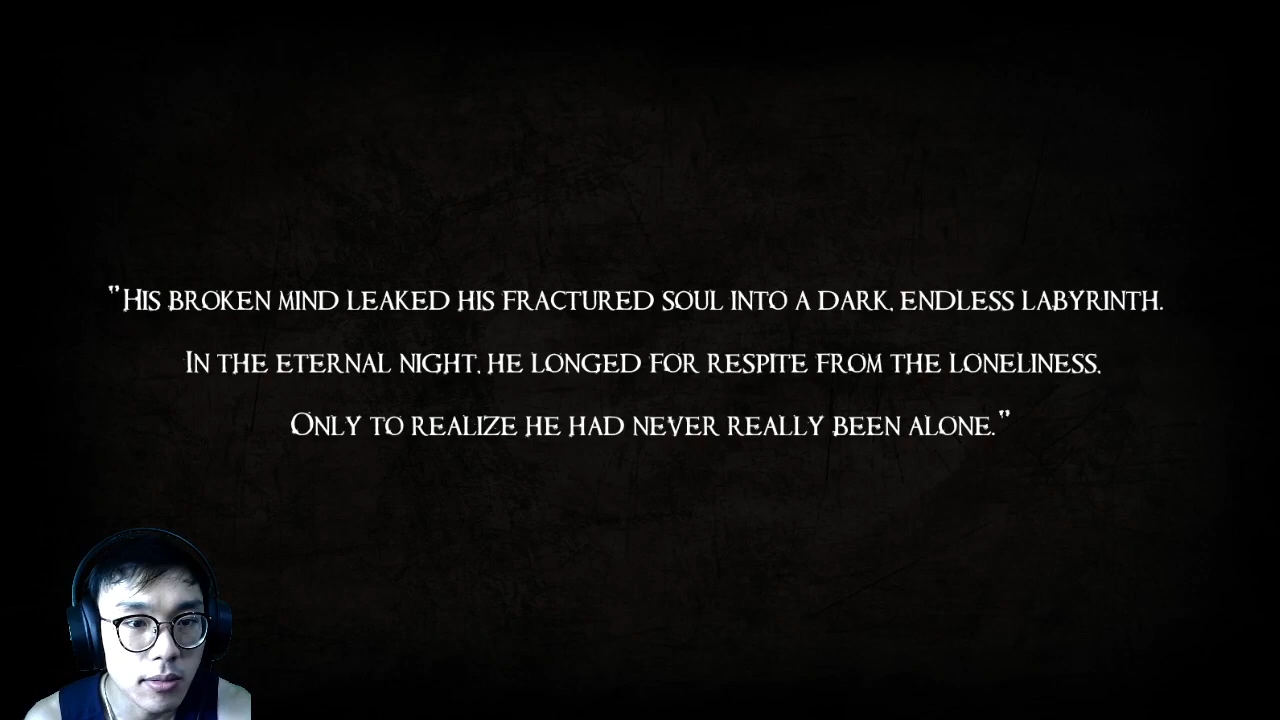 "His broken mind leaked his fractured soul into a dark, endless labyrinth.
In the eternal night, he longed for respite from the loneliness,
Only to realize he had never really been alone."